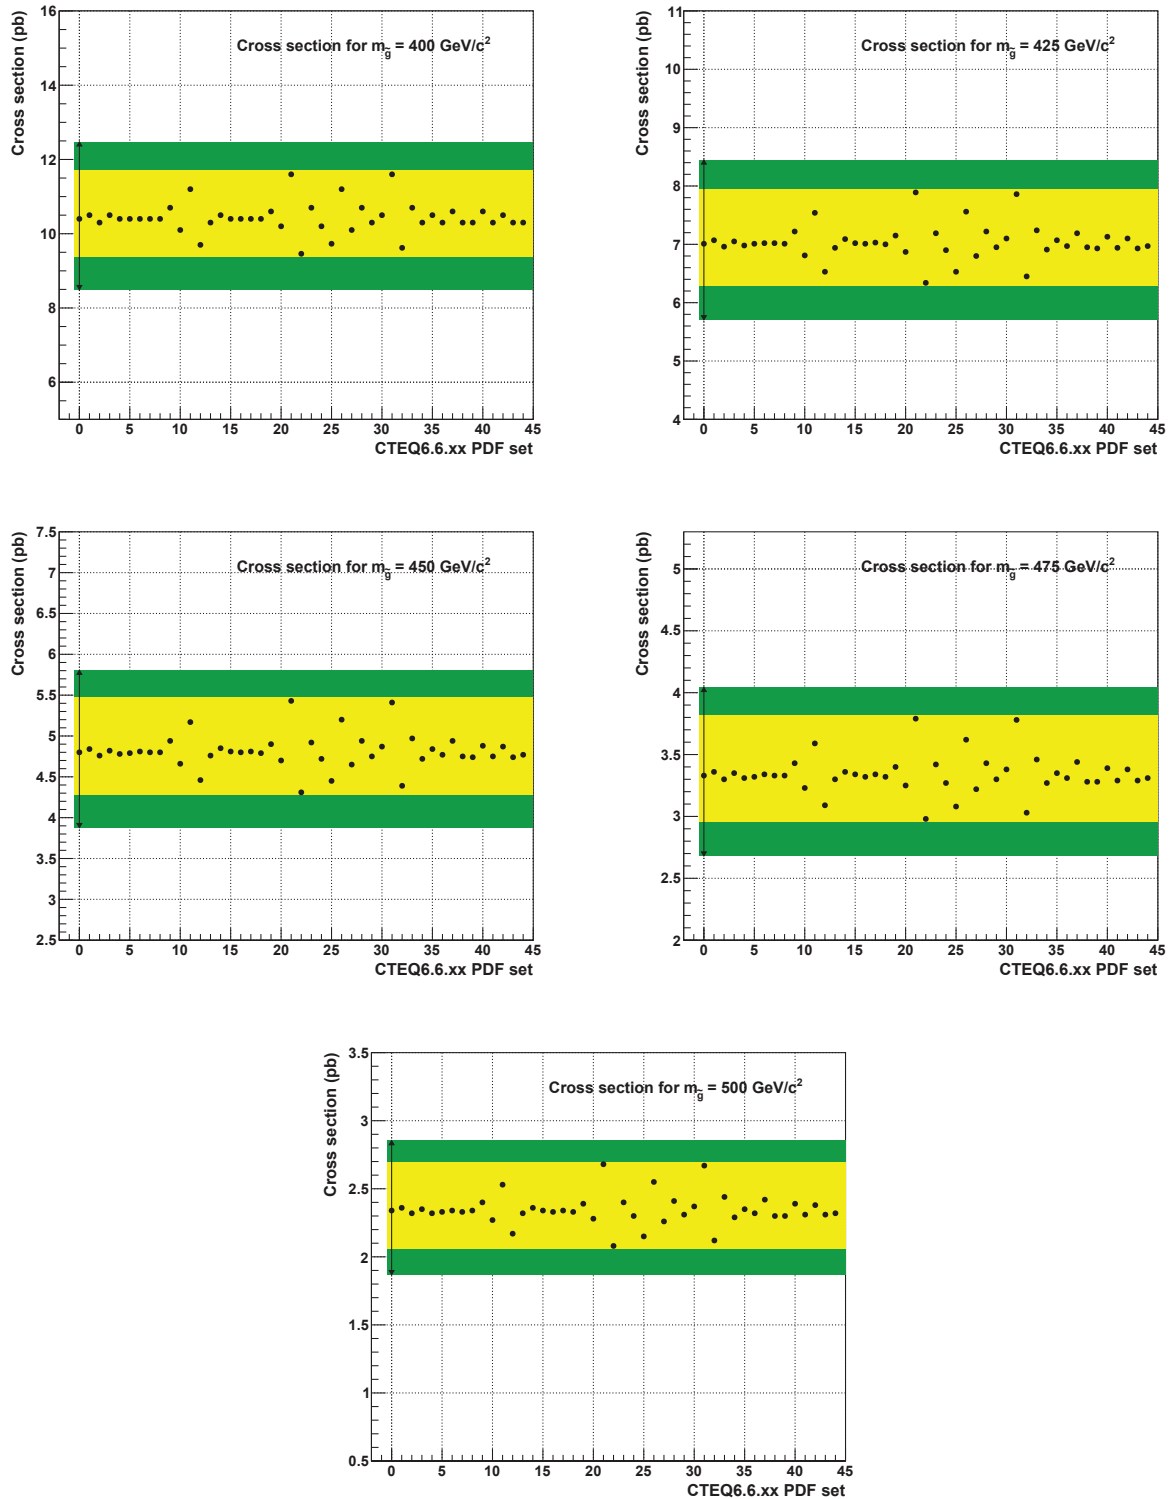 Cross section (pb)
16
14
12
10
8
6
Cross section for m_g̃ = 400 GeV/c²
0 5 10 15 20 25 30 35 40 45
CTEQ6.6.xx PDF set
Cross section (pb)
11
10
9
8
7
6
5
4
Cross section for m_g̃ = 425 GeV/c²
0 5 10 15 20 25 30 35 40 45
CTEQ6.6.xx PDF set
Cross section (pb)
7.5
7
6.5
6
5.5
5
4.5
4
3.5
3
2.5
Cross section for m_g̃ = 450 GeV/c²
0 5 10 15 20 25 30 35 40 45
CTEQ6.6.xx PDF set
Cross section (pb)
5
4.5
4
3.5
3
2.5
2
Cross section for m_g̃ = 475 GeV/c²
0 5 10 15 20 25 30 35 40 45
CTEQ6.6.xx PDF set
Cross section (pb)
3.5
3
2.5
2
1.5
1
0.5
Cross section for m_g̃ = 500 GeV/c²
0 5 10 15 20 25 30 35 40 45
CTEQ6.6.xx PDF set